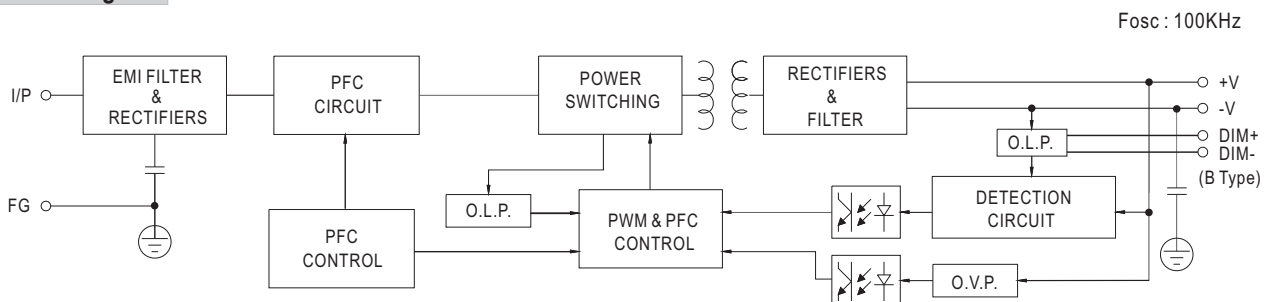 Fosc : 100KHz
EMI FILTER
&
RECTIFIERS
PFC
CIRCUIT
POWER
SWITCHING
RECTIFIERS
&
FILTER
I/P
+V
-V
O.L.P.
DIM+
DIM-
(B Type)
FG
O.L.P.
PFC
CONTROL
PWM & PFC
CONTROL
DETECTION
CIRCUIT
O.V.P.